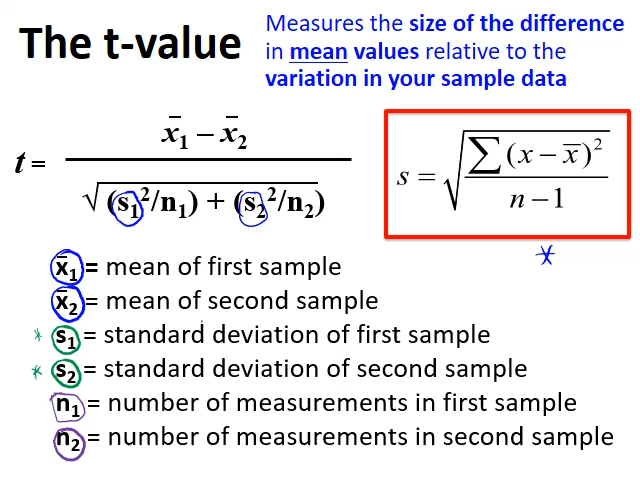 The t-value
Measures the size of the difference
in mean values relative to the
variation in your sample data
t = (x̄₁ – x̄₂) / √(s₁²/n₁) + (s₂²/n₂)
s = √(∑(x – x̄)² / (n – 1))
*
x̄₁ = mean of first sample
x̄₂ = mean of second sample
* s₁ = standard deviation of first sample
* s₂ = standard deviation of second sample
n₁ = number of measurements in first sample
n₂ = number of measurements in second sample